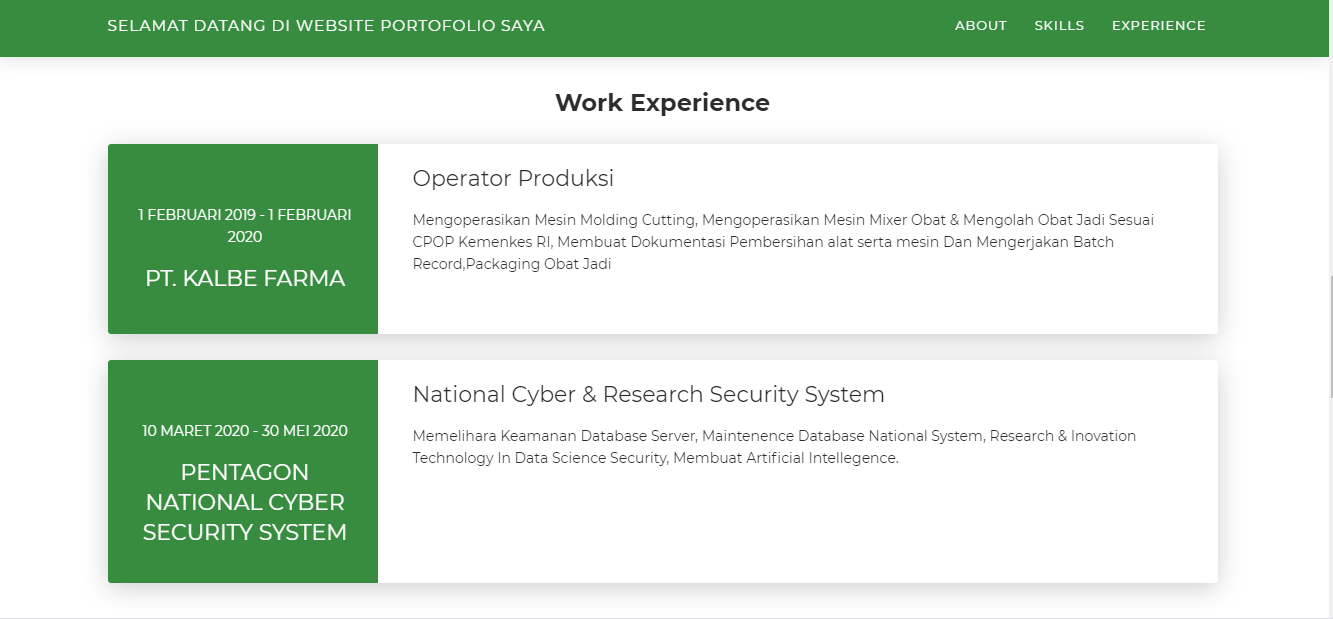 SELAMAT DATANG DI WEBSITE PORTOFOLIO SAYA
ABOUT SKILLS EXPERIENCE
Work Experience
1 FEBRUARI 2019 - 1 FEBRUARI
2020
PT. KALBE FARMA
Operator Produksi
Mengoperasikan Mesin Molding Cutting, Mengoperasikan Mesin Mixer Obat & Mengolah Obat Jadi Sesuai
CPOP Kemenkes RI, Membuat Dokumentasi Pembersihan alat serta mesin Dan Mengerjakan Batch
Record,Packaging Obat Jadi
10 MARET 2020 - 30 MEI 2020
PENTAGON
NATIONAL CYBER
SECURITY SYSTEM
National Cyber & Research Security System
Memelihara Keamanan Database Server, Maintenence Database National System, Research & Inovation
Technology In Data Science Security, Membuat Artificial Intellegence.